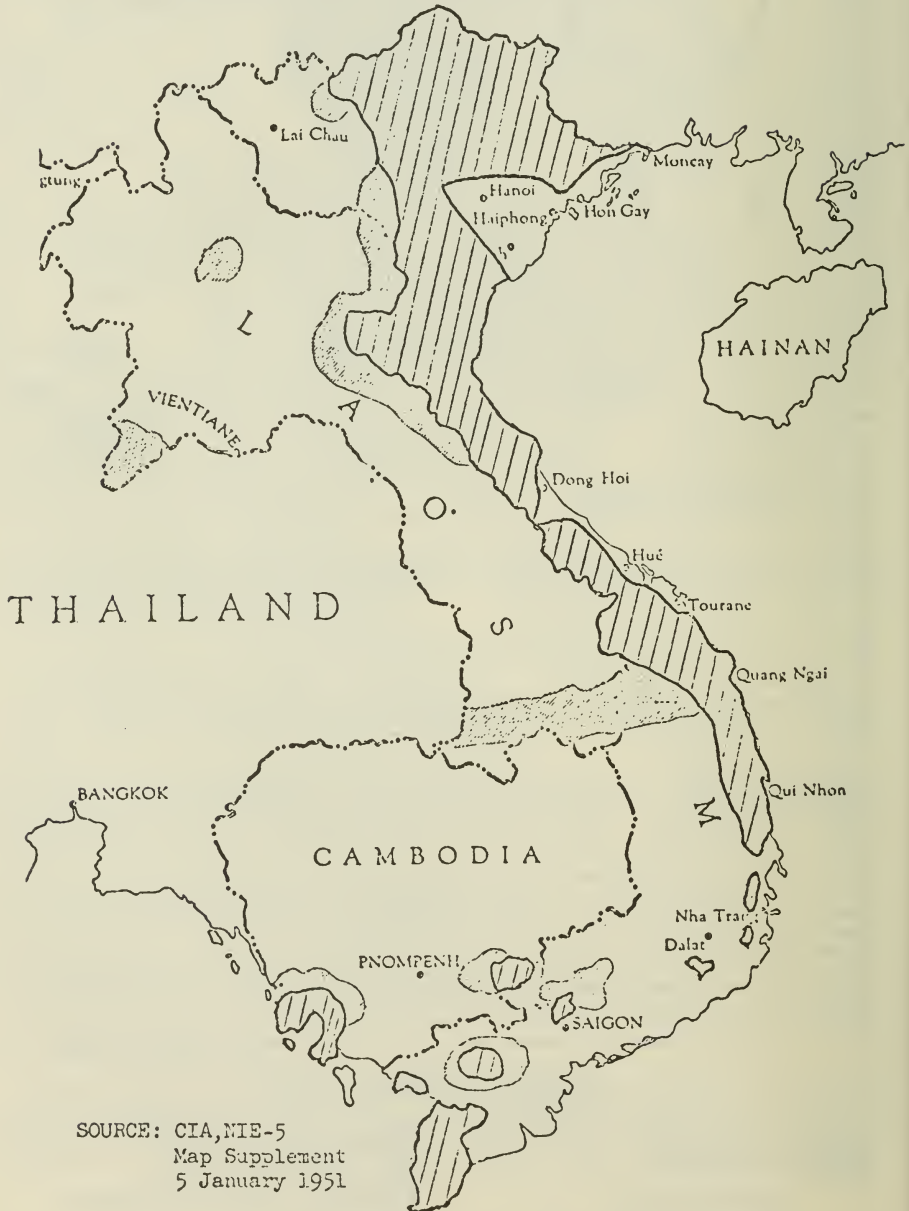 Lai Chau
gtung
Moncay
Hanoi
Haiphong
Hon Gay
L
HAINAN
VIENTIANE
A
Dong Hoi
O
Hué
THAILAND
Tourane
S
Quang Ngai
BANGKOK
Qui Nhon
M
CAMBODIA
Nha Tra
Dalat
PNOMPENH
SAIGON
SOURCE: CIA, NIE-5
Map Supplement
5 January 1951